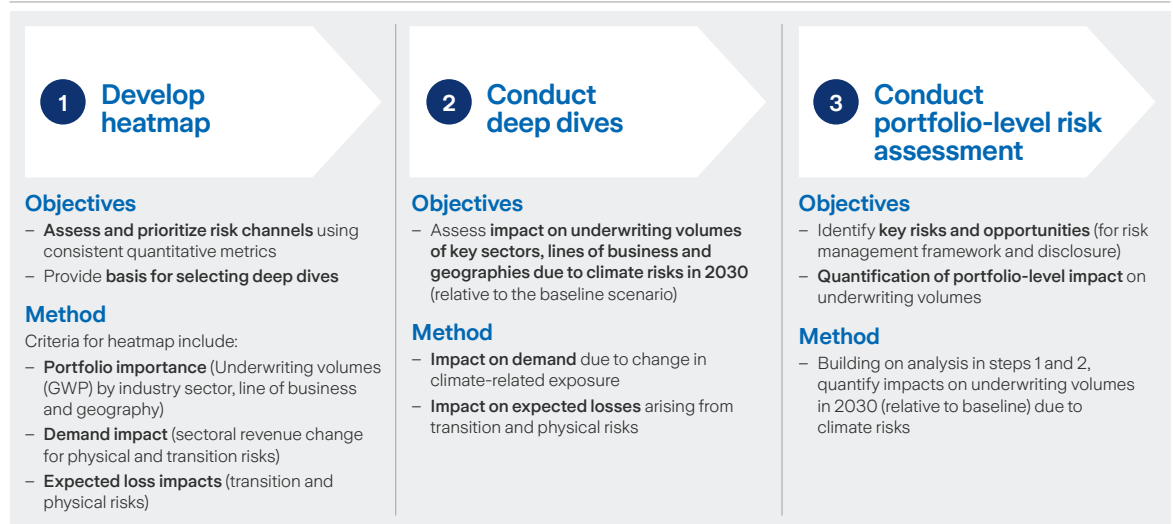 1
Develop
heatmap
Objectives
– Assess and prioritize risk channels using
consistent quantitative metrics
– Provide basis for selecting deep dives
Method
Criteria for heatmap include:
– Portfolio importance (Underwriting volumes
(GWP) by industry sector, line of business
and geography)
– Demand impact (sectoral revenue change
for physical and transition risks)
– Expected loss impacts (transition and
physical risks)
2
Conduct
deep dives
Objectives
– Assess impact on underwriting volumes
of key sectors, lines of business and
geographies due to climate risks in 2030
(relative to the baseline scenario)
Method
– Impact on demand due to change in
climate-related exposure
– Impact on expected losses arising from
transition and physical risks
3
Conduct
portfolio-level risk
assessment
Objectives
– Identify key risks and opportunities (for risk
management framework and disclosure)
– Quantification of portfolio-level impact on
underwriting volumes
Method
– Building on analysis in steps 1 and 2,
quantify impacts on underwriting volumes
in 2030 (relative to baseline) due to
climate risks